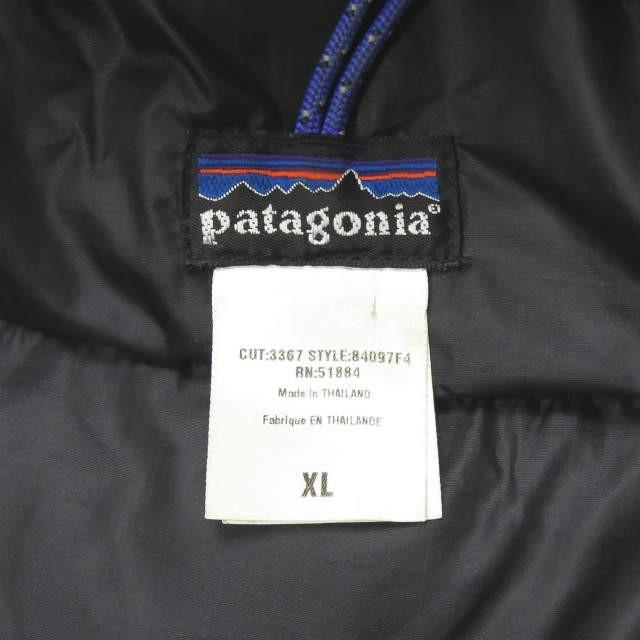 patagonia®
CUT:3367 STYLE:84097F4
RN:51884
Made In THAILAND
Fabrique EN THAILANDE
XL